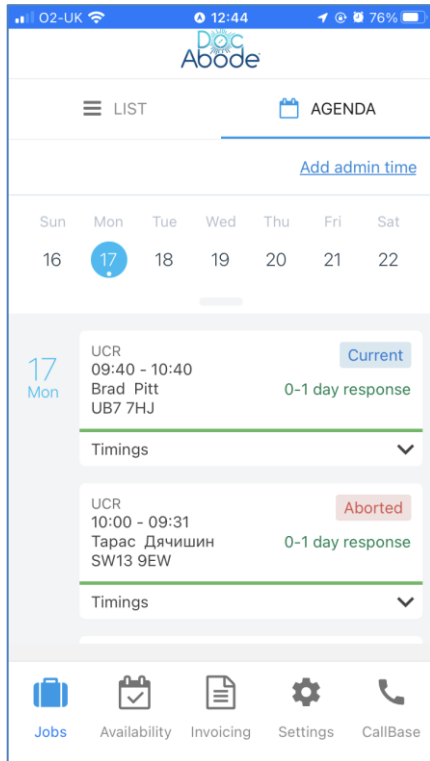 O2-UK 12:44 76%
Doc
Abode
LIST AGENDA
Add admin time
Sun Mon Tue Wed Thu Fri Sat
16 17 18 19 20 21 22
17
Mon
UCR
Current
09:40 - 10:40
Brad Pitt
0-1 day response
UB7 7HJ
Timings
UCR
Aborted
10:00 - 09:31
Тарас Дячишин
0-1 day response
SW13 9EW
Timings
Jobs Availability Invoicing Settings CallBase